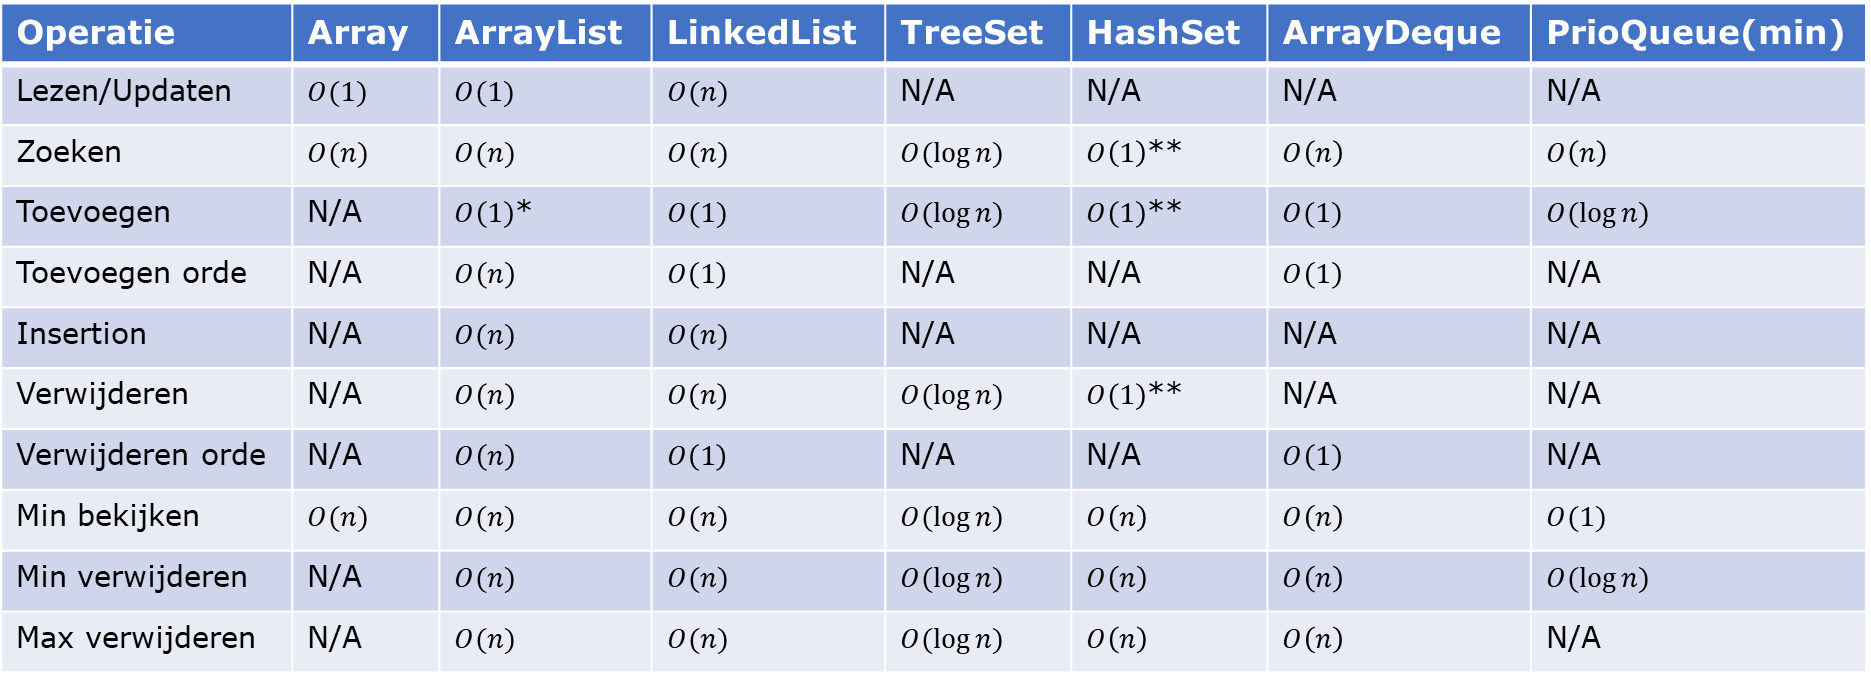 Operatie Array ArrayList LinkedList TreeSet HashSet ArrayDeque PrioQueue(min)
Lezen/Updaten O(1) O(1) O(n) N/A N/A N/A N/A
Zoeken O(n) O(n) O(n) O(log n) O(1)** O(n) O(n)
Toevoegen N/A O(1)* O(1) O(log n) O(1)** O(1) O(log n)
Toevoegen orde N/A O(n) O(1) N/A N/A O(1) N/A
Insertion N/A O(n) O(n) N/A N/A N/A N/A
Verwijderen N/A O(n) O(n) O(log n) O(1)** N/A N/A
Verwijderen orde N/A O(n) O(1) N/A N/A O(1) N/A
Min bekijken O(n) O(n) O(n) O(log n) O(n) O(n) O(1)
Min verwijderen N/A O(n) O(n) O(log n) O(n) O(n) O(log n)
Max verwijderen N/A O(n) O(n) O(log n) O(n) O(n) N/A